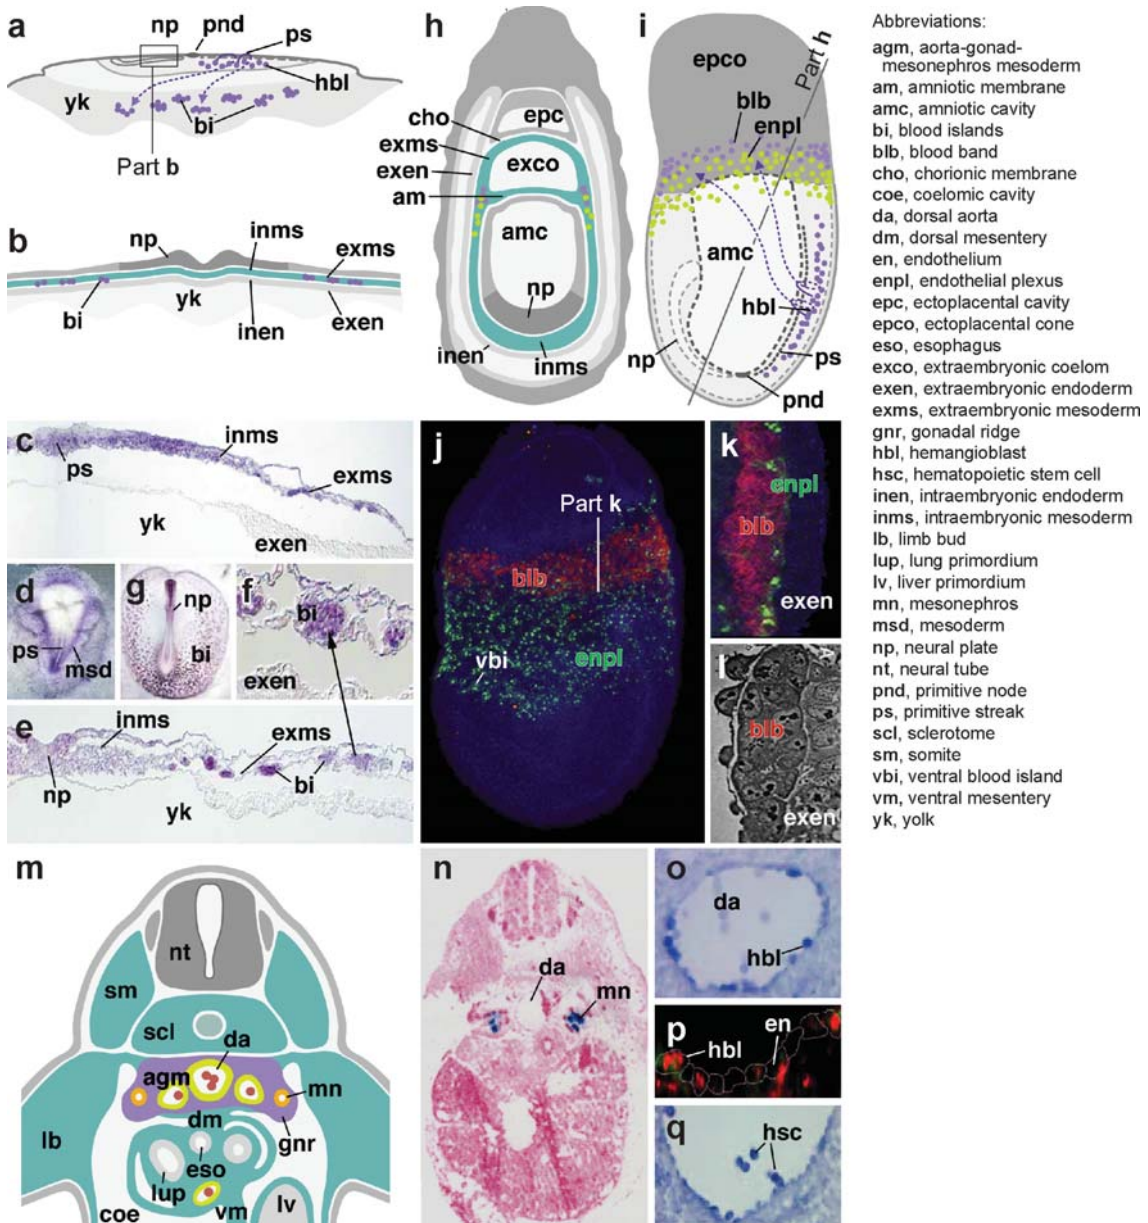 a
np
pnd
ps
hbl
yk
bi
Part b
b
np
inms
exms
bi
yk
inen
exen
h
cho
epc
exms
exco
exen
am
amc
np
inen
inms
i
epco
Part h
blb
enpl
amc
hbl
np
ps
pnd
c
inms
ps
exms
yk
exen
d
ps
msd
g
np
bi
f
bi
exen
e
inms
exms
np
bi
yk
j
Part k
enpl
blb
vbi
enpl
k
enpl
blb
exen
l
blb
exen
m
nt
sm
scl
da
agm
mn
dm
gnr
lb
eso
lup
coe
vm
lv
n
da
mn
o
da
hbl
p
hbl
en
q
hsc
Abbreviations:
agm, aorta-gonad-
mesonephros mesoderm
am, amniotic membrane
amc, amniotic cavity
bi, blood islands
blb, blood band
cho, chorionic membrane
coe, coelomic cavity
da, dorsal aorta
dm, dorsal mesentery
en, endothelium
enpl, endothelial plexus
epc, ectoplacental cavity
epco, ectoplacental cone
eso, esophagus
exco, extraembryonic coelom
exen, extraembryonic endoderm
exms, extraembryonic mesoderm
gnr, gonadal ridge
hbl, hemangioblast
hsc, hematopoietic stem cell
inen, intraembryonic endoderm
inms, intraembryonic mesoderm
lb, limb bud
lup, lung primordium
lv, liver primordium
mn, mesonephros
msd, mesoderm
np, neural plate
nt, neural tube
pnd, primitive node
ps, primitive streak
scl, sclerotome
sm, somite
vbi, ventral blood island
vm, ventral mesentery
yk, yolk